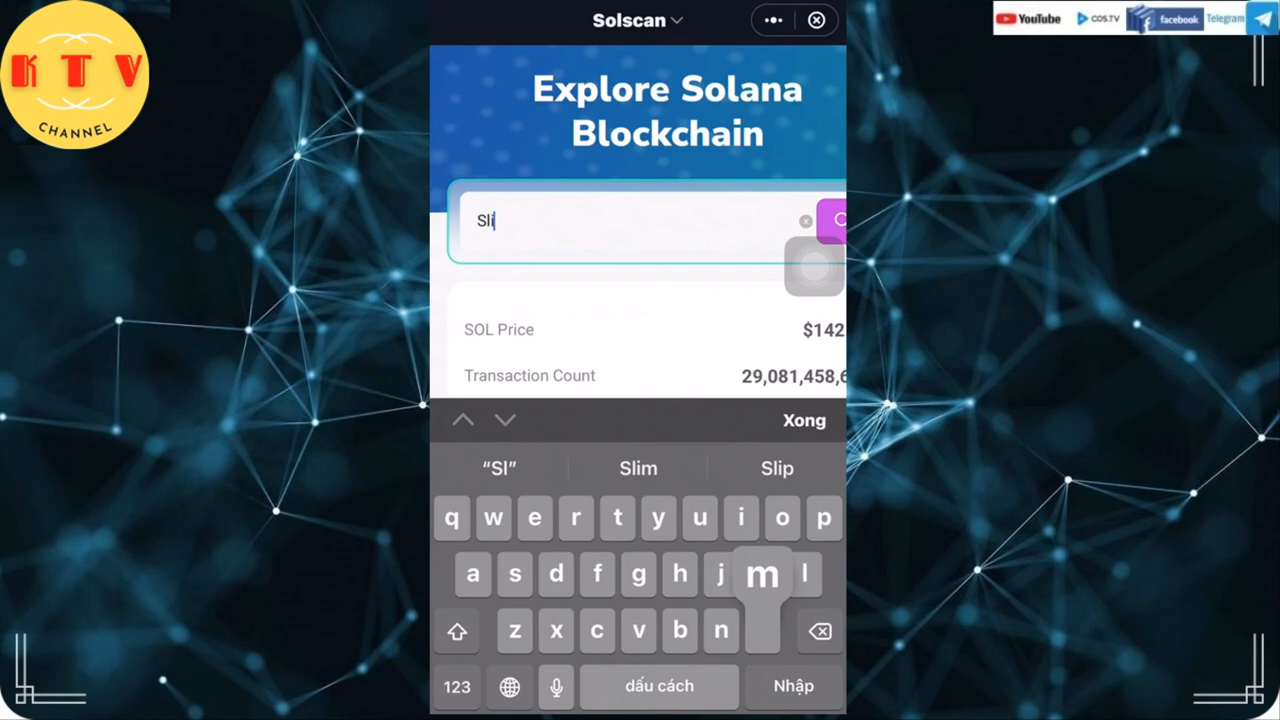 K T V
CHANNEL
YouTube
COS.TV
facebook
Telegram
Solscan
Explore Solana
Blockchain
Sli
SOL Price $142
Transaction Count 29,081,458,6
Xong
“Sl” Slim Slip
q w e r t y u i o p
a s d f g h j m l
z x c v b n
123 dấu cách Nhập